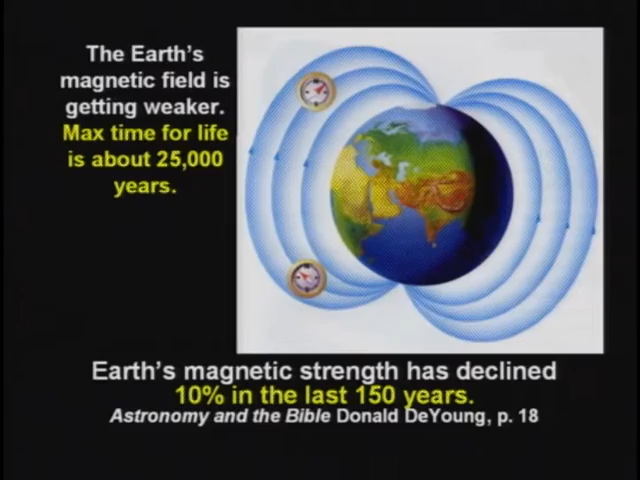 The Earth's
magnetic field is
getting weaker.
Max time for life
is about 25,000
years.
Earth's magnetic strength has declined
10% in the last 150 years.
Astronomy and the Bible Donald DeYoung, p. 18